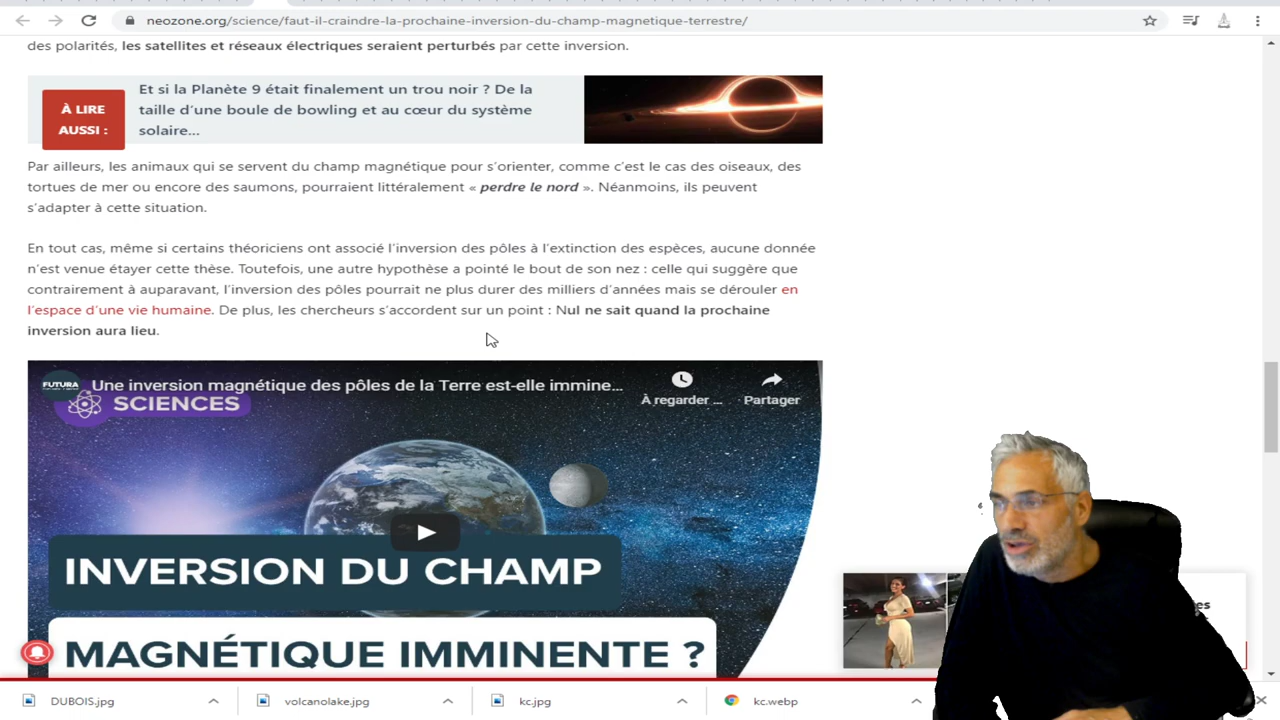 neozone.org/science/faut-il-craindre-la-prochaine-inversion-du-champ-magnetique-terrestre/
des polarités, les satellites et réseaux électriques seraient perturbés par cette inversion.
À LIRE
AUSSI :
Et si la Planète 9 était finalement un trou noir ? De la
taille d’une boule de bowling et au cœur du système
solaire...
Par ailleurs, les animaux qui se servent du champ magnétique pour s’orienter, comme c’est le cas des oiseaux, des
tortues de mer ou encore des saumons, pourraient littéralement « perdre le nord ». Néanmoins, ils peuvent
s’adapter à cette situation.
En tout cas, même si certains théoriciens ont associé l’inversion des pôles à l’extinction des espèces, aucune donnée
n’est venue étayer cette thèse. Toutefois, une autre hypothèse a pointé le bout de son nez : celle qui suggère que
contrairement à auparavant, l’inversion des pôles pourrait ne plus durer des milliers d’années mais se dérouler en
l’espace d’une vie humaine. De plus, les chercheurs s’accordent sur un point : Nul ne sait quand la prochaine
inversion aura lieu.
FUTURA
Une inversion magnétique des pôles de la Terre est-elle immine...
À regarder ...
Partager
SCIENCES
INVERSION DU CHAMP
MAGNÉTIQUE IMMINENTE ?
DUBOIS.jpg
volcanolake.jpg
kc.jpg
kc.webp